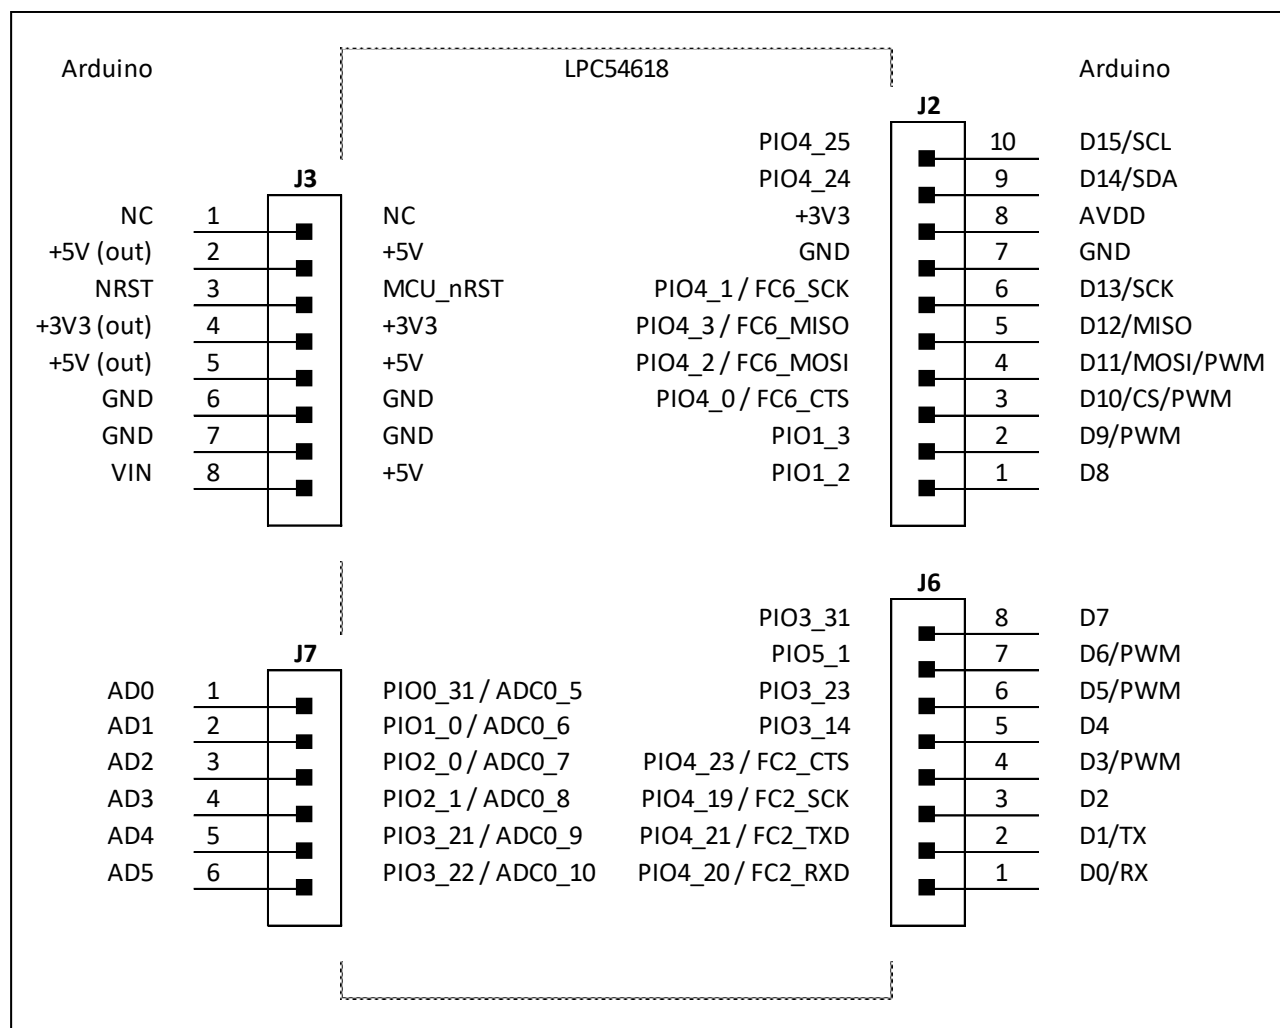 Arduino LPC54618 Arduino
J2
PIO4_25 10 D15/SCL
J3 PIO4_24 9 D14/SDA
NC 1 NC +3V3 8 AVDD
+5V (out) 2 +5V GND 7 GND
NRST 3 MCU_nRST PIO4_1 / FC6_SCK 6 D13/SCK
+3V3 (out) 4 +3V3 PIO4_3 / FC6_MISO 5 D12/MISO
+5V (out) 5 +5V PIO4_2 / FC6_MOSI 4 D11/MOSI/PWM
GND 6 GND PIO4_0 / FC6_CTS 3 D10/CS/PWM
GND 7 GND PIO1_3 2 D9/PWM
VIN 8 +5V PIO1_2 1 D8
J6
PIO3_31 8 D7
J7 PIO5_1 7 D6/PWM
AD0 1 PIO0_31 / ADC0_5 PIO3_23 6 D5/PWM
AD1 2 PIO1_0 / ADC0_6 PIO3_14 5 D4
AD2 3 PIO2_0 / ADC0_7 PIO4_23 / FC2_CTS 4 D3/PWM
AD3 4 PIO2_1 / ADC0_8 PIO4_19 / FC2_SCK 3 D2
AD4 5 PIO3_21 / ADC0_9 PIO4_21 / FC2_TXD 2 D1/TX
AD5 6 PIO3_22 / ADC0_10 PIO4_20 / FC2_RXD 1 D0/RX